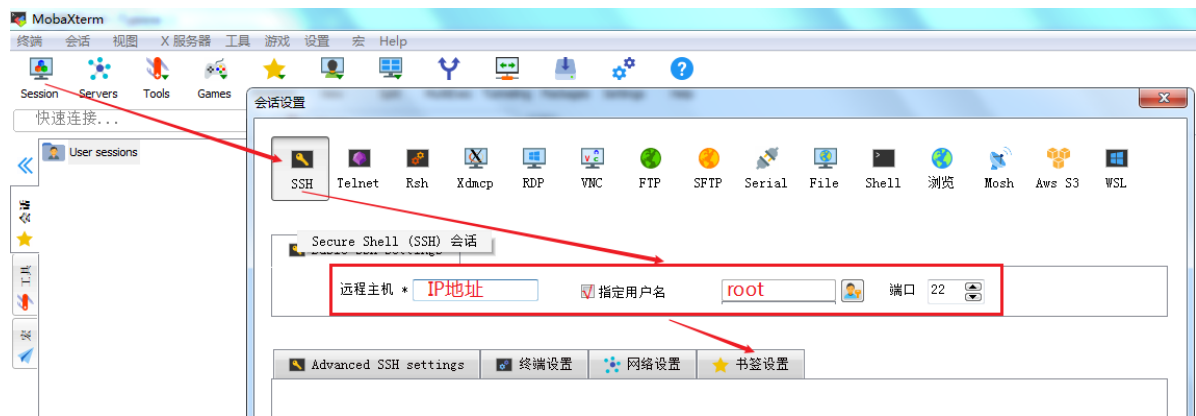 MobaXterm
终端 会话 视图 X 服务器 工具 游戏 设置 宏 Help
Session Servers Tools Games
会话设置
快速连接...
User sessions
SSH Telnet Rsh Xdmcp RDP VNC FTP SFTP Serial File Shell 浏览 Mosh Aws S3 WSL
Secure Shell (SSH) 会话
远程主机 * IP地址 指定用户名 root 端口 22
工具
Advanced SSH settings 终端设置 网络设置 书签设置